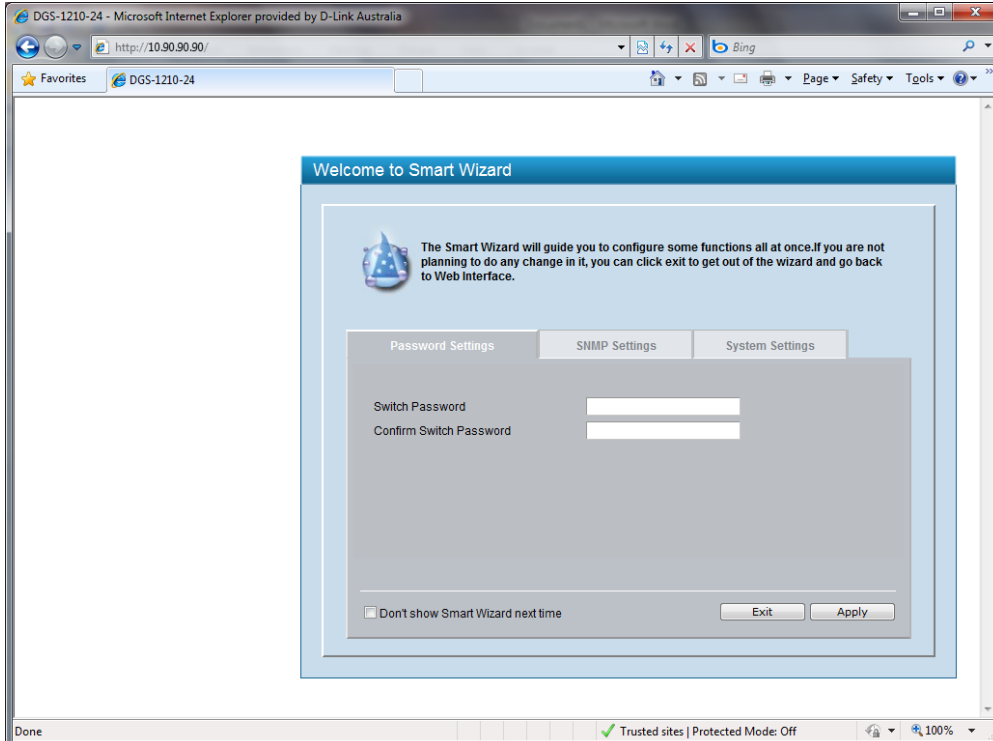 DGS-1210-24 - Microsoft Internet Explorer provided by D-Link Australia
http://10.90.90.90/
Bing
Favorites
DGS-1210-24
Page
Safety
Tools
Welcome to Smart Wizard
The Smart Wizard will guide you to configure some functions all at once.If you are not
planning to do any change in it, you can click exit to get out of the wizard and go back
to Web Interface.
Password Settings
SNMP Settings
System Settings
Switch Password
Confirm Switch Password
Don't show Smart Wizard next time
Exit
Apply
Done
Trusted sites | Protected Mode: Off
100%